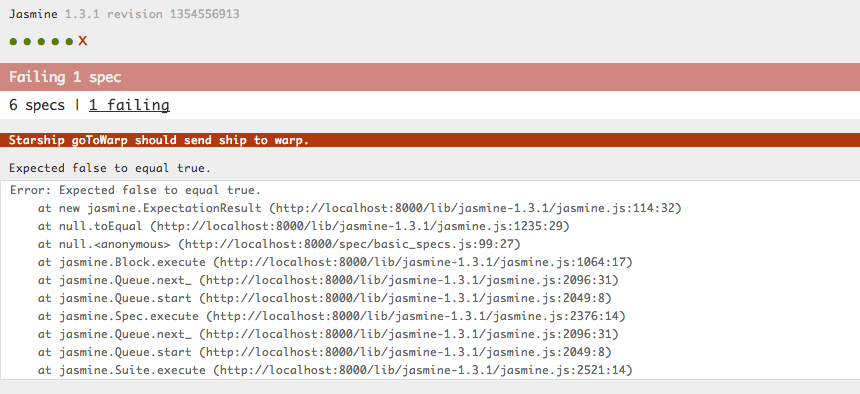 Jasmine 1.3.1 revision 1354556913
● ● ● ● ● X
Failing 1 spec
6 specs | 1 failing
Starship goToWarp should send ship to warp.
Expected false to equal true.
Error: Expected false to equal true.
at new jasmine.ExpectationResult (http://localhost:8000/lib/jasmine-1.3.1/jasmine.js:114:32)
at null.toEqual (http://localhost:8000/lib/jasmine-1.3.1/jasmine.js:1235:29)
at null.<anonymous> (http://localhost:8000/spec/basic_specs.js:99:27)
at jasmine.Block.execute (http://localhost:8000/lib/jasmine-1.3.1/jasmine.js:1064:17)
at jasmine.Queue.next_ (http://localhost:8000/lib/jasmine-1.3.1/jasmine.js:2096:31)
at jasmine.Queue.start (http://localhost:8000/lib/jasmine-1.3.1/jasmine.js:2049:8)
at jasmine.Spec.execute (http://localhost:8000/lib/jasmine-1.3.1/jasmine.js:2376:14)
at jasmine.Queue.next_ (http://localhost:8000/lib/jasmine-1.3.1/jasmine.js:2096:31)
at jasmine.Queue.start (http://localhost:8000/lib/jasmine-1.3.1/jasmine.js:2049:8)
at jasmine.Suite.execute (http://localhost:8000/lib/jasmine-1.3.1/jasmine.js:2521:14)